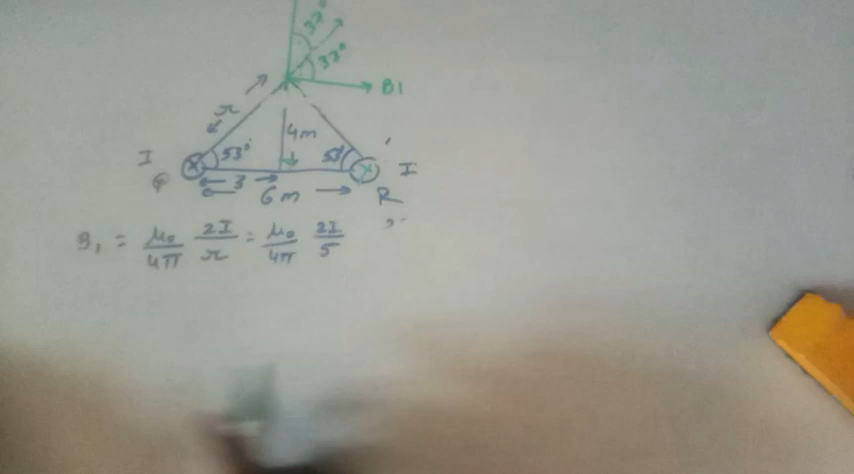 37°
37°
B1
r
4m
I 53° 53° I
3
6m
R
B₁ = μ₀/4π 2I/r = μ₀/4π 2I/5